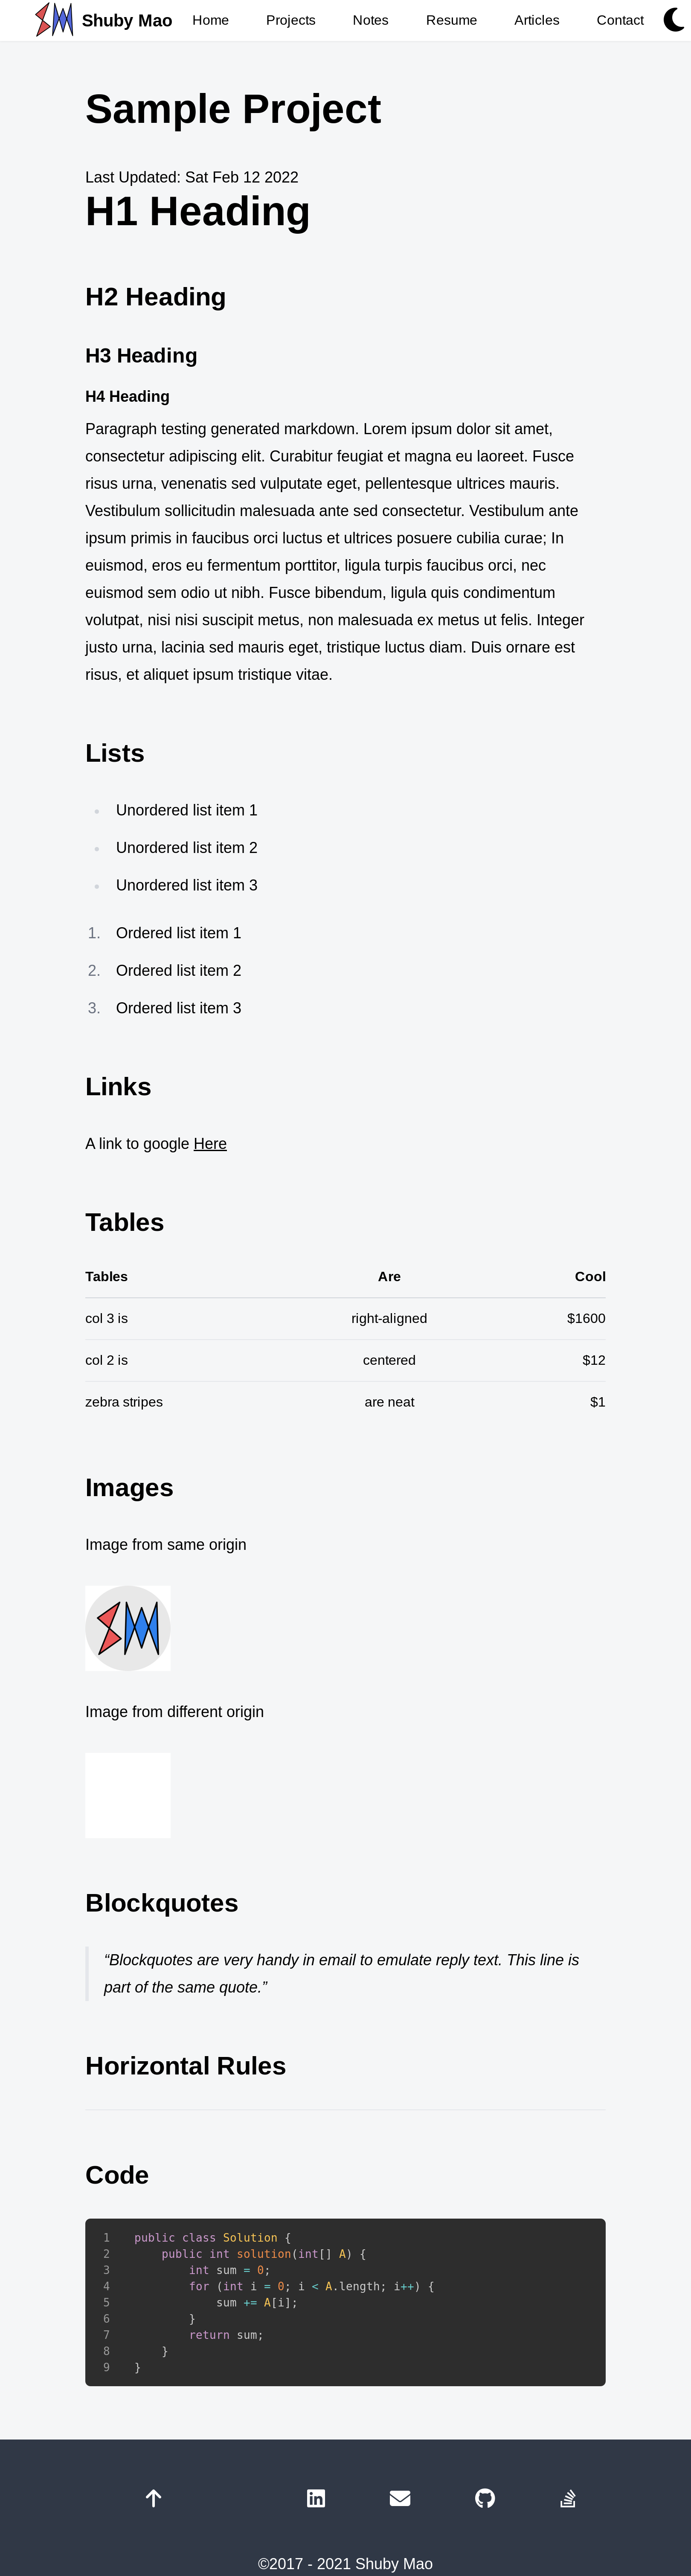 Shuby Mao Home Projects Notes Resume Articles Contact
Sample Project
Last Updated: Sat Feb 12 2022
H1 Heading
H2 Heading
H3 Heading
H4 Heading
Paragraph testing generated markdown. Lorem ipsum dolor sit amet,
consectetur adipiscing elit. Curabitur feugiat et magna eu laoreet. Fusce
risus urna, venenatis sed vulputate eget, pellentesque ultrices mauris.
Vestibulum sollicitudin malesuada ante sed consectetur. Vestibulum ante
ipsum primis in faucibus orci luctus et ultrices posuere cubilia curae; In
euismod, eros eu fermentum porttitor, ligula turpis faucibus orci, nec
euismod sem odio ut nibh. Fusce bibendum, ligula quis condimentum
volutpat, nisi nisi suscipit metus, non malesuada ex metus ut felis. Integer
justo urna, lacinia sed mauris eget, tristique luctus diam. Duis ornare est
risus, et aliquet ipsum tristique vitae.
Lists
• Unordered list item 1
• Unordered list item 2
• Unordered list item 3
1. Ordered list item 1
2. Ordered list item 2
3. Ordered list item 3
Links
A link to google Here
Tables
Tables Are Cool
col 3 is right-aligned $1600
col 2 is centered $12
zebra stripes are neat $1
Images
Image from same origin
SM
Image from different origin
Blockquotes
“Blockquotes are very handy in email to emulate reply text. This line is
part of the same quote.”
Horizontal Rules
Code
1 public class Solution {
2     public int solution(int[] A) {
3         int sum = 0;
4         for (int i = 0; i < A.length; i++) {
5             sum += A[i];
6         }
7         return sum;
8     }
9 }
©2017 - 2021 Shuby Mao